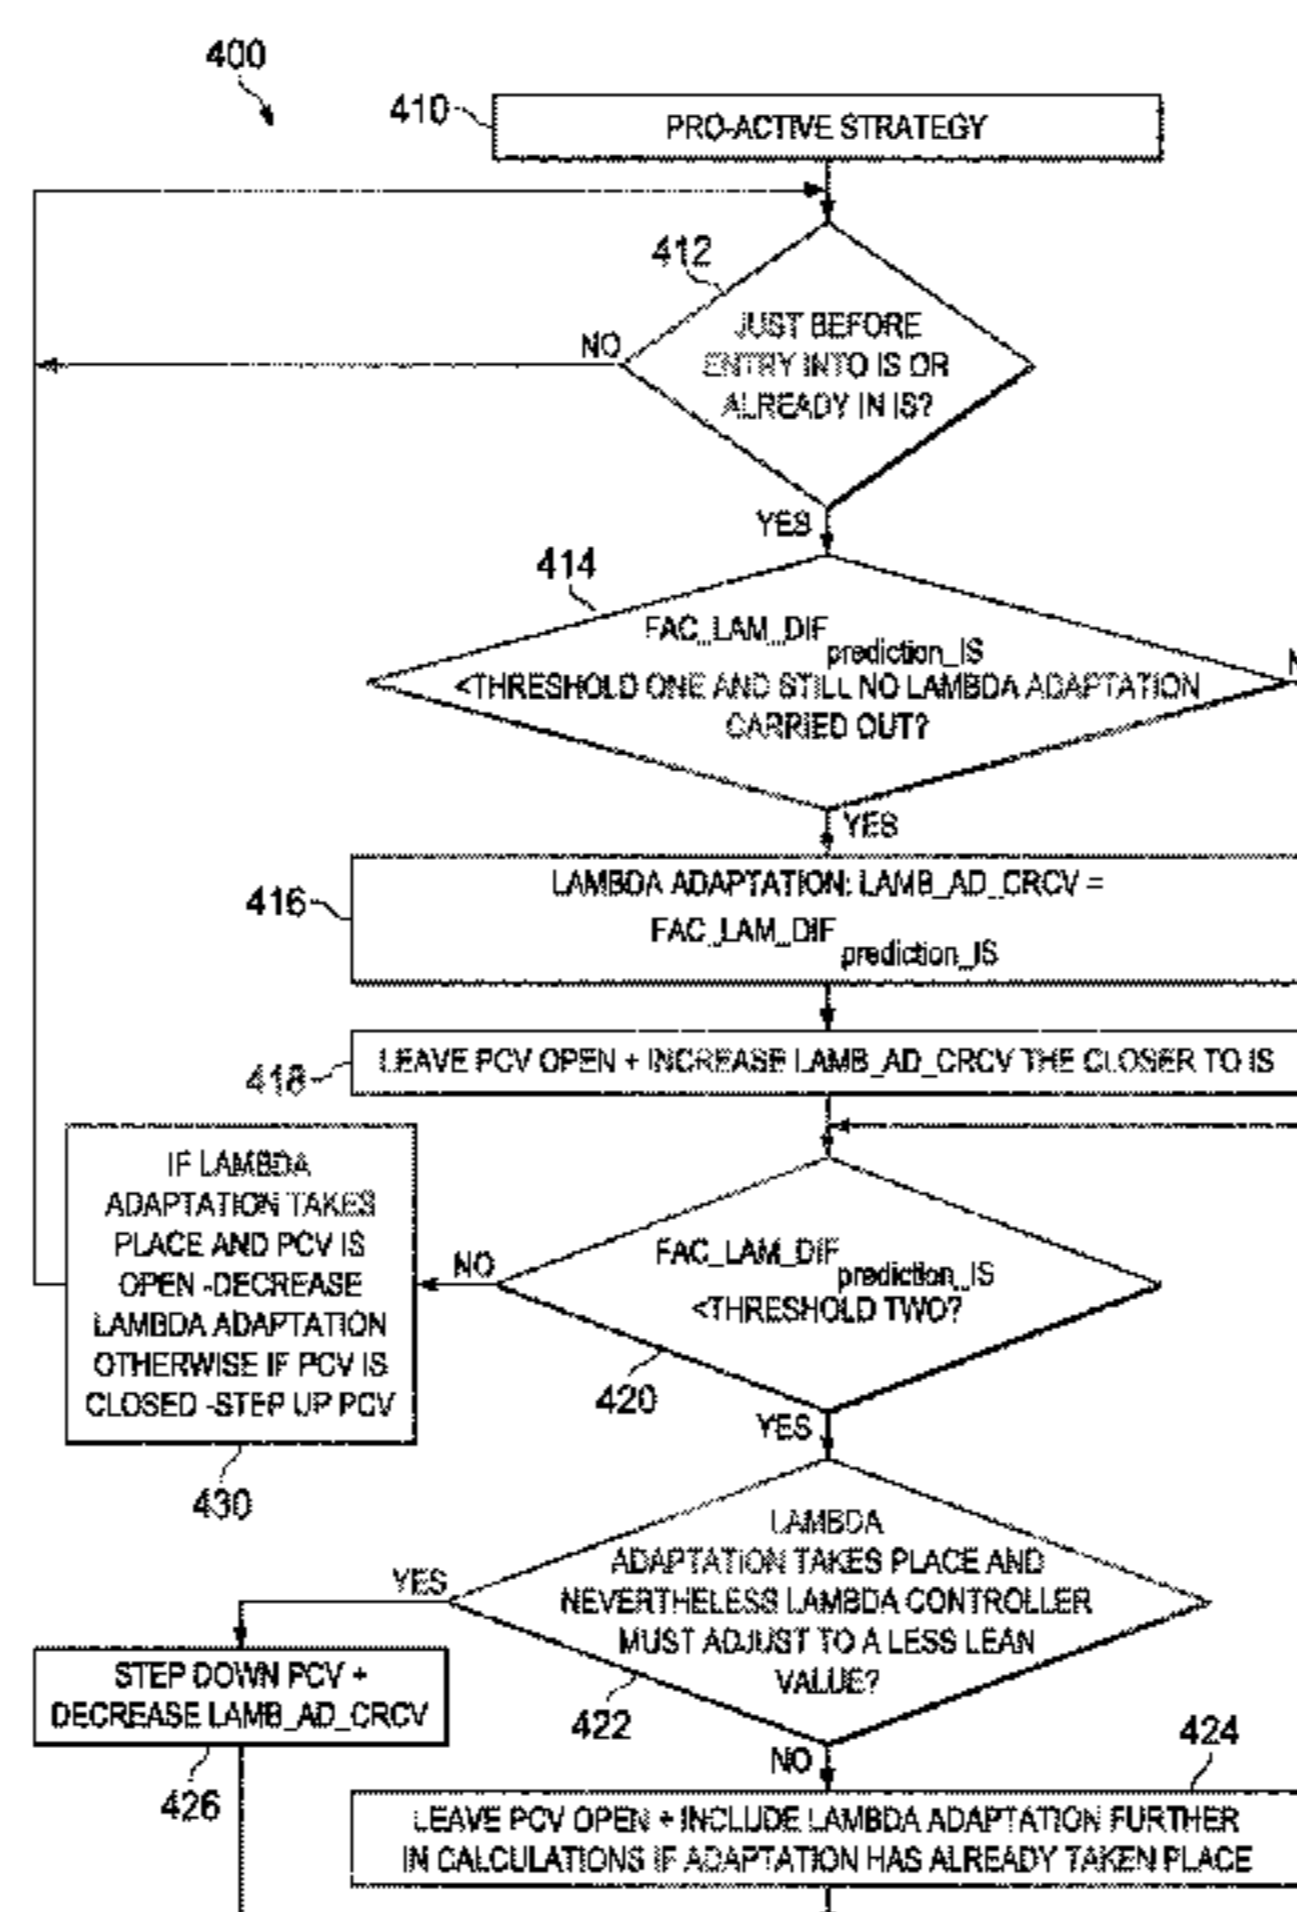 400
410
PRO-ACTIVE STRATEGY
412
JUST BEFORE
ENTRY INTO IS OR
ALREADY IN IS?
NO
YES
414
FAC_LAM_DIF prediction_IS
<THRESHOLD ONE AND STILL NO LAMBDA ADAPTATION
CARRIED OUT?
YES
416
LAMBDA ADAPTATION: LAMB_AD_CRCV =
FAC_LAM_DIF prediction_IS
418
LEAVE PCV OPEN + INCREASE LAMB_AD_CRCV THE CLOSER TO IS
IF LAMBDA
ADAPTATION TAKES
PLACE AND PCV IS
OPEN -DECREASE
LAMBDA ADAPTATION
OTHERWISE IF PCV IS
CLOSED -STEP UP PCV
430
NO
FAC_LAM_DIF prediction_IS
<THRESHOLD TWO?
420
YES
LAMBDA
ADAPTATION TAKES PLACE AND
NEVERTHELESS LAMBDA CONTROLLER
MUST ADJUST TO A LESS LEAN
VALUE?
422
YES
STEP DOWN PCV +
DECREASE LAMB_AD_CRCV
426
NO
424
LEAVE PCV OPEN + INCLUDE LAMBDA ADAPTATION FURTHER
IN CALCULATIONS IF ADAPTATION HAS ALREADY TAKEN PLACE